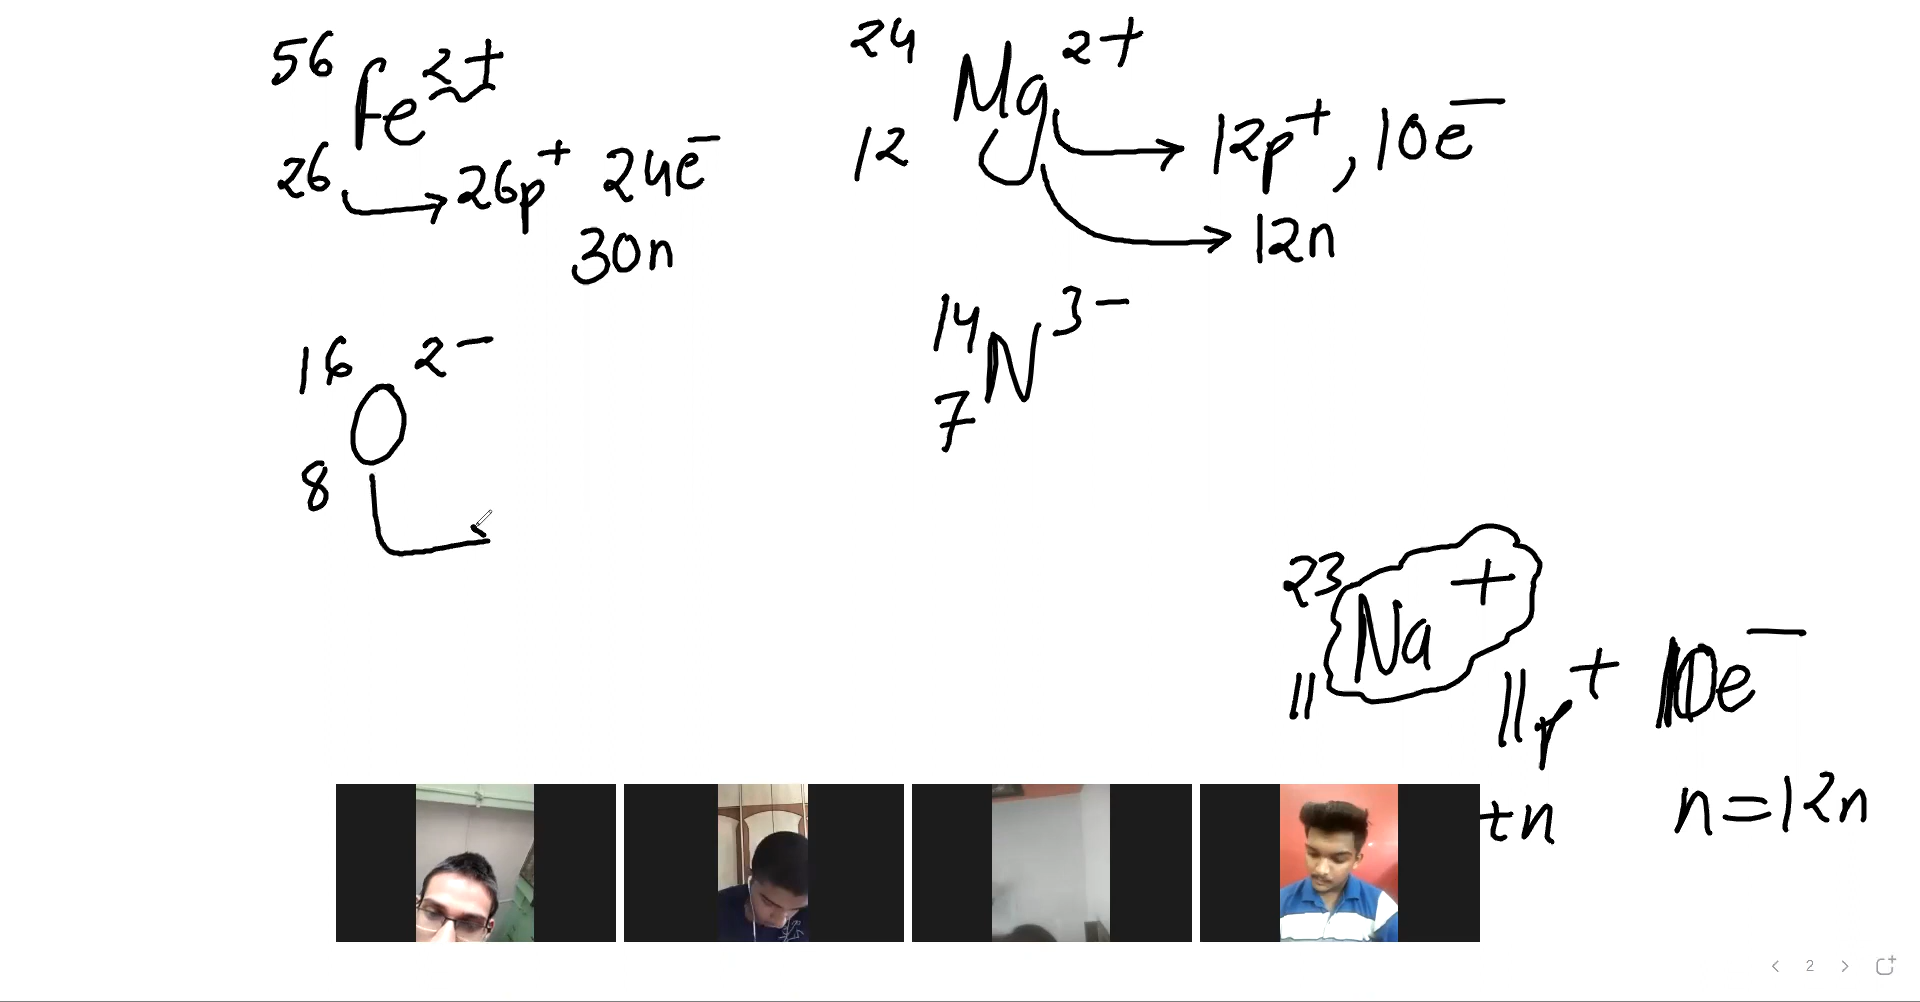 56
Fe 2+
26
26p+ 24e−
30n
24
Mg 2+
12
12p+, 10e−
12n
16
O 2−
8
14
N 3−
7
23
Na +
11
11p+ 10e−
+n
n=12n
2